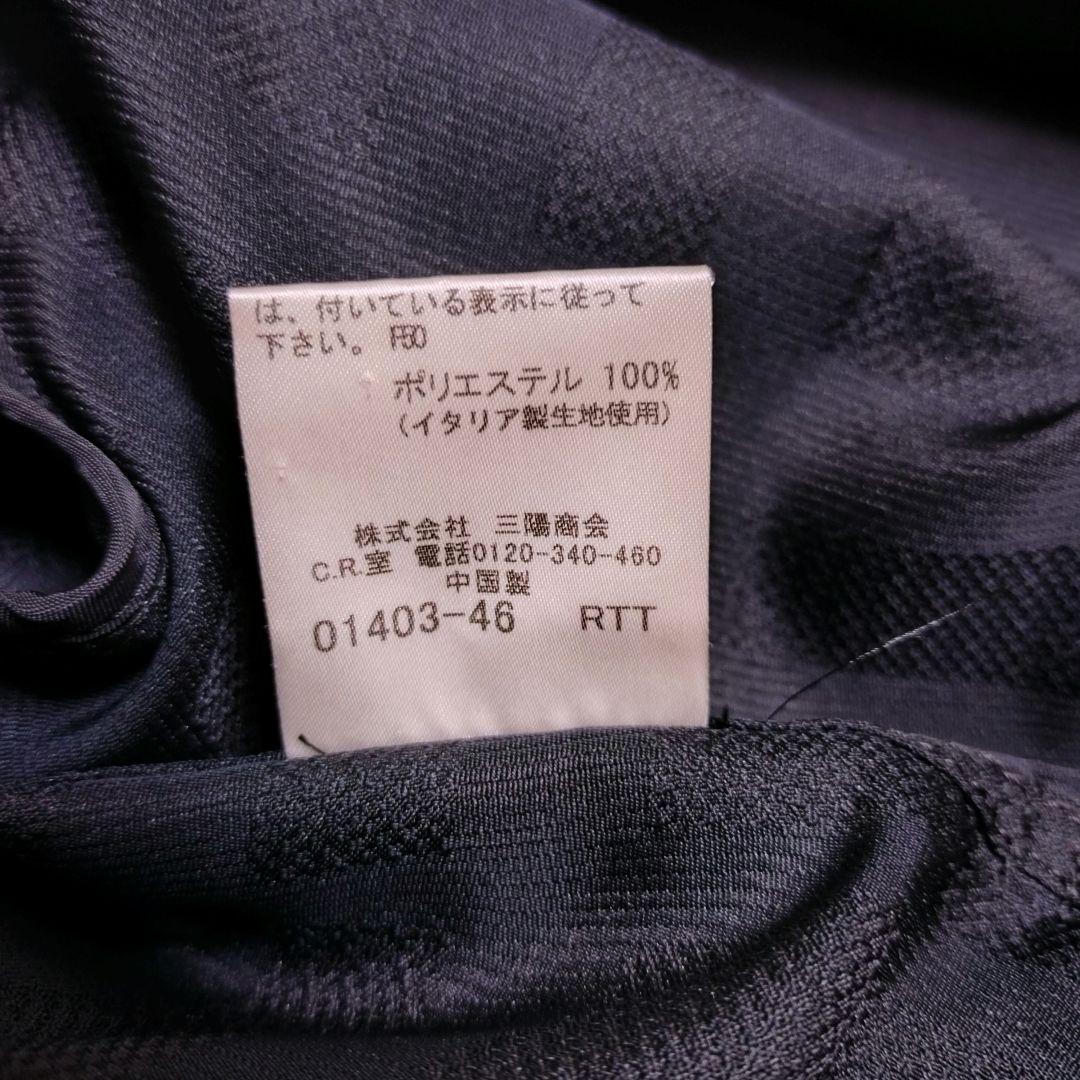 は、付いている表示に従って
下さい。 F50
ポリエステル 100%
(イタリア製生地使用)
株式会社 三陽商会
C.R.室 電話0120-340-460
中国製
01403-46 RTT